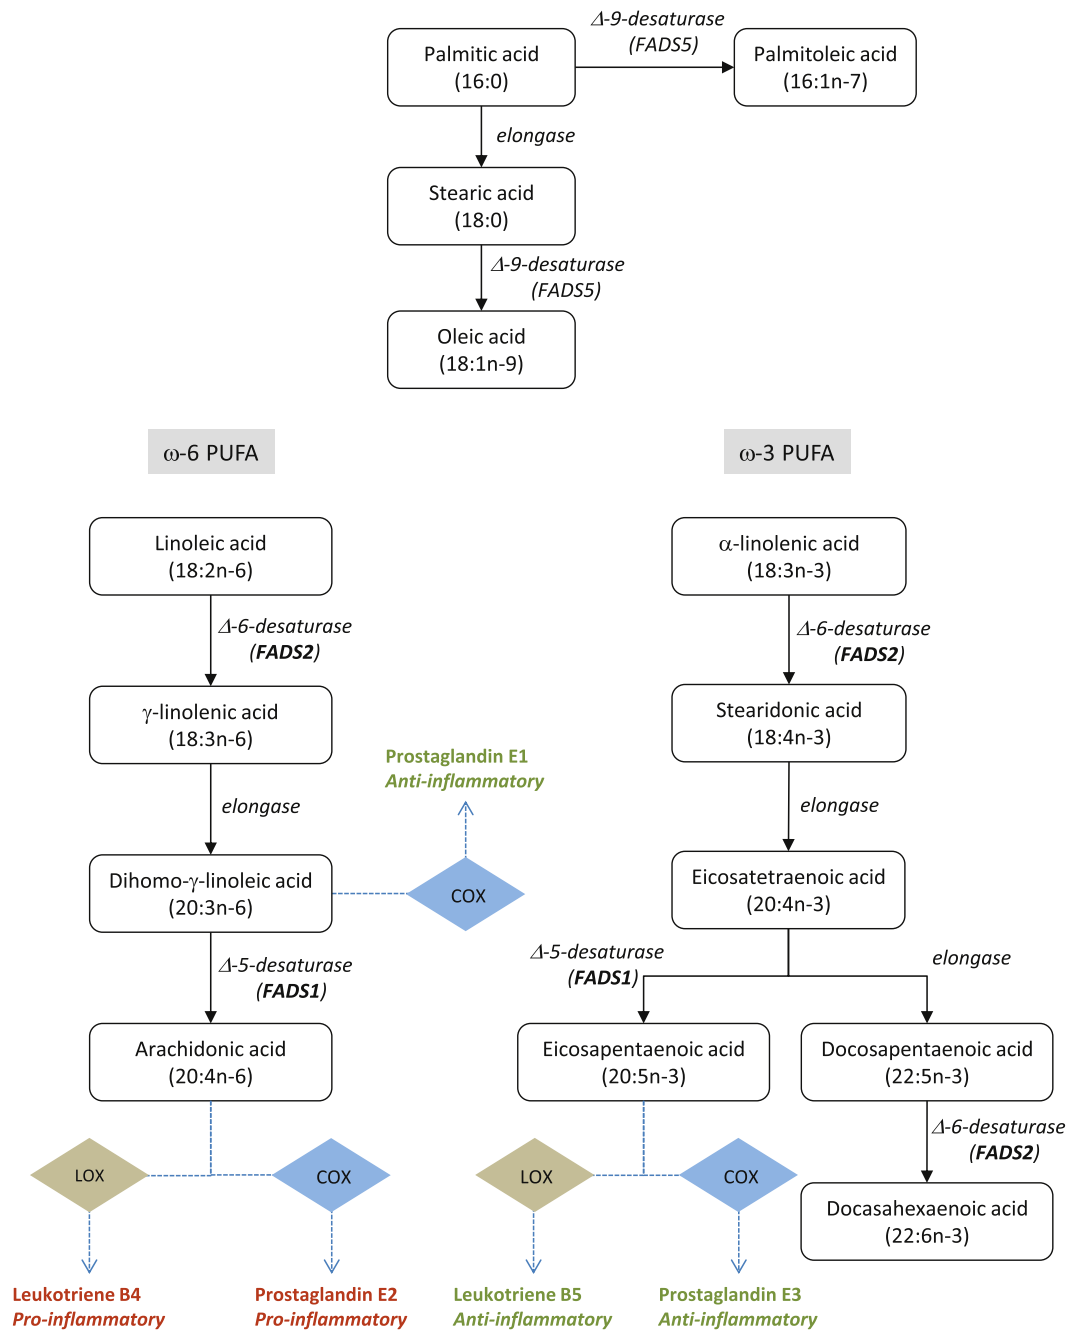 Δ-9-desaturase
(FADS5)
Palmitic acid
(16:0)
Palmitoleic acid
(16:1n-7)
elongase
Stearic acid
(18:0)
Δ-9-desaturase
(FADS5)
Oleic acid
(18:1n-9)
ω-6 PUFA
ω-3 PUFA
Linoleic acid
(18:2n-6)
α-linolenic acid
(18:3n-3)
Δ-6-desaturase
(FADS2)
Δ-6-desaturase
(FADS2)
γ-linolenic acid
(18:3n-6)
Stearidonic acid
(18:4n-3)
Prostaglandin E1
Anti-inflammatory
elongase
elongase
Dihomo-γ-linoleic acid
(20:3n-6)
COX
Eicosatetraenoic acid
(20:4n-3)
Δ-5-desaturase
(FADS1)
Δ-5-desaturase
(FADS1)
elongase
Arachidonic acid
(20:4n-6)
Eicosapentaenoic acid
(20:5n-3)
Docosapentaenoic acid
(22:5n-3)
Δ-6-desaturase
(FADS2)
LOX
COX
LOX
COX
Docasahexaenoic acid
(22:6n-3)
Leukotriene B4
Pro-inflammatory
Prostaglandin E2
Pro-inflammatory
Leukotriene B5
Anti-inflammatory
Prostaglandin E3
Anti-inflammatory